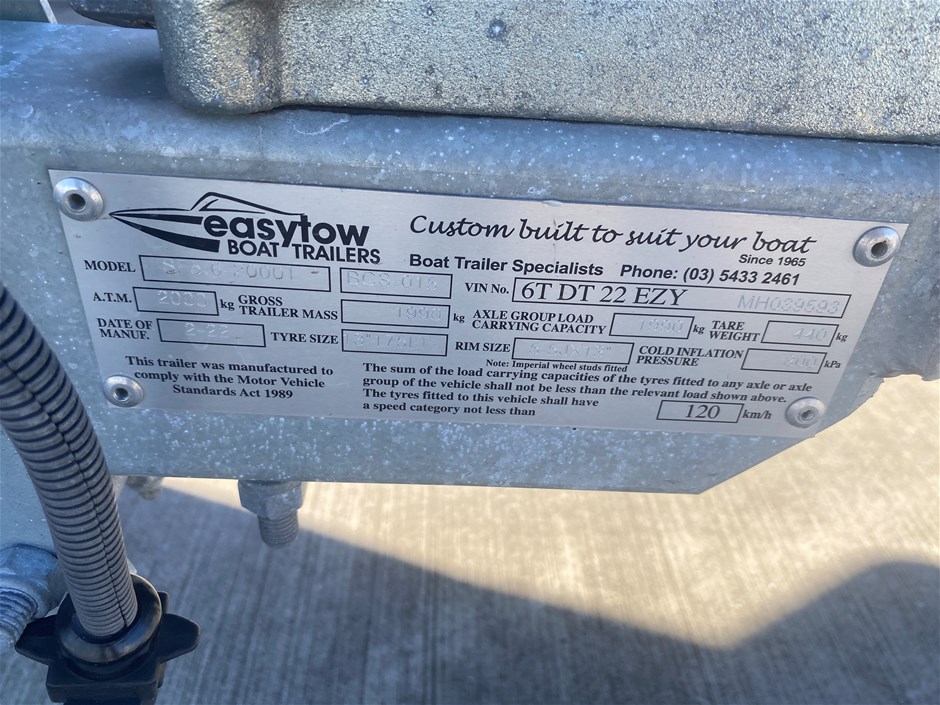 easytow
BOAT TRAILERS
Custom built to suit your boat
Since 1965
Boat Trailer Specialists Phone: (03) 5433 2461
MODEL
VIN No. 6T DT 22 EZY MH039593
A.T.M. 2000 kg GROSS TRAILER MASS 1990 kg AXLE GROUP LOAD CARRYING CAPACITY 1990 kg TARE WEIGHT 440 kg
DATE OF MANUF. 2-22 TYRE SIZE RIM SIZE COLD INFLATION PRESSURE kPa
Note: Imperial wheel studs fitted
This trailer was manufactured to
comply with the Motor Vehicle
Standards Act 1989
The sum of the load carrying capacities of the tyres fitted to any axle or axle
group of the vehicle shall not be less than the relevant load shown above.
The tyres fitted to this vehicle shall have
a speed category not less than 120 km/h